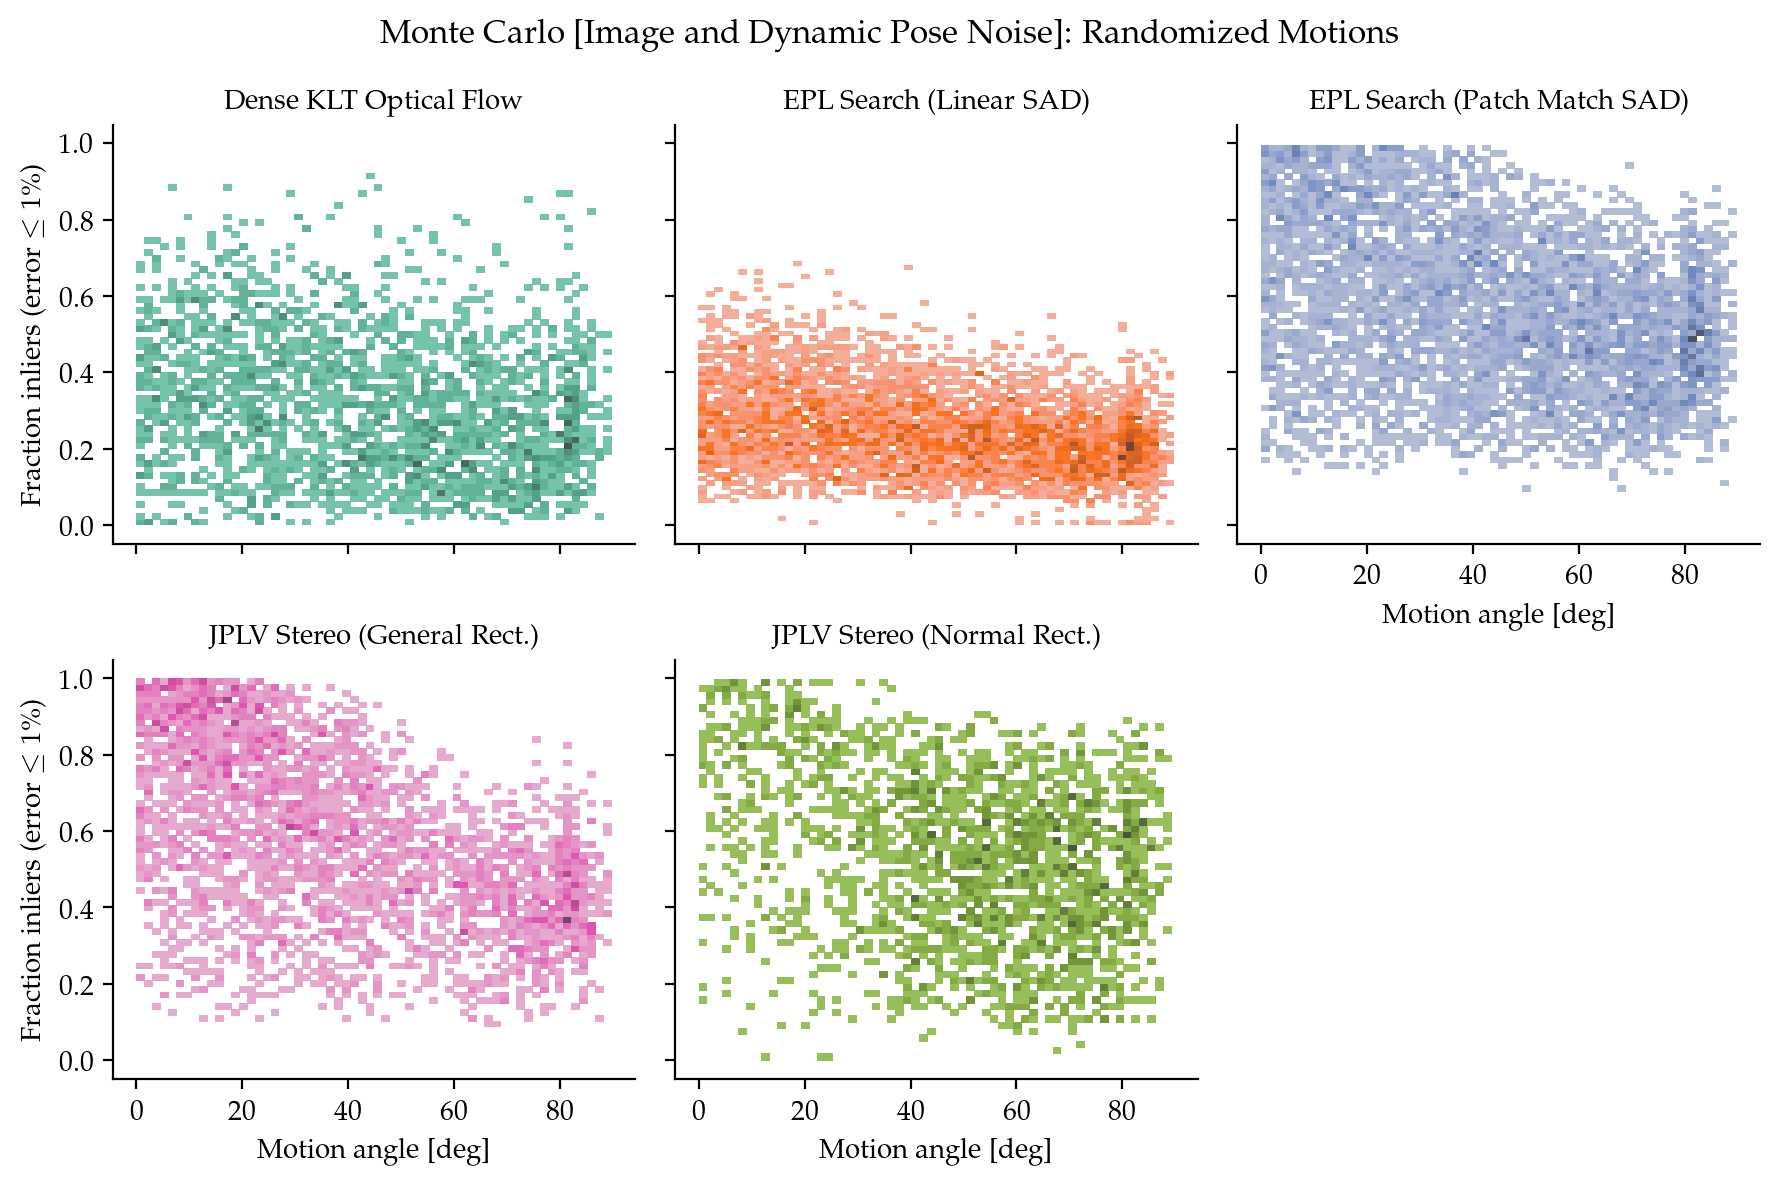 Monte Carlo [Image and Dynamic Pose Noise]: Randomized Motions
Dense KLT Optical Flow
EPL Search (Linear SAD)
EPL Search (Patch Match SAD)
Fraction inliers (error ≤ 1%)
1.0
0.8
0.6
0.4
0.2
0.0
0 20 40 60 80
Motion angle [deg]
JPLV Stereo (General Rect.)
JPLV Stereo (Normal Rect.)
Fraction inliers (error ≤ 1%)
1.0
0.8
0.6
0.4
0.2
0.0
0 20 40 60 80
0 20 40 60 80
Motion angle [deg]
Motion angle [deg]